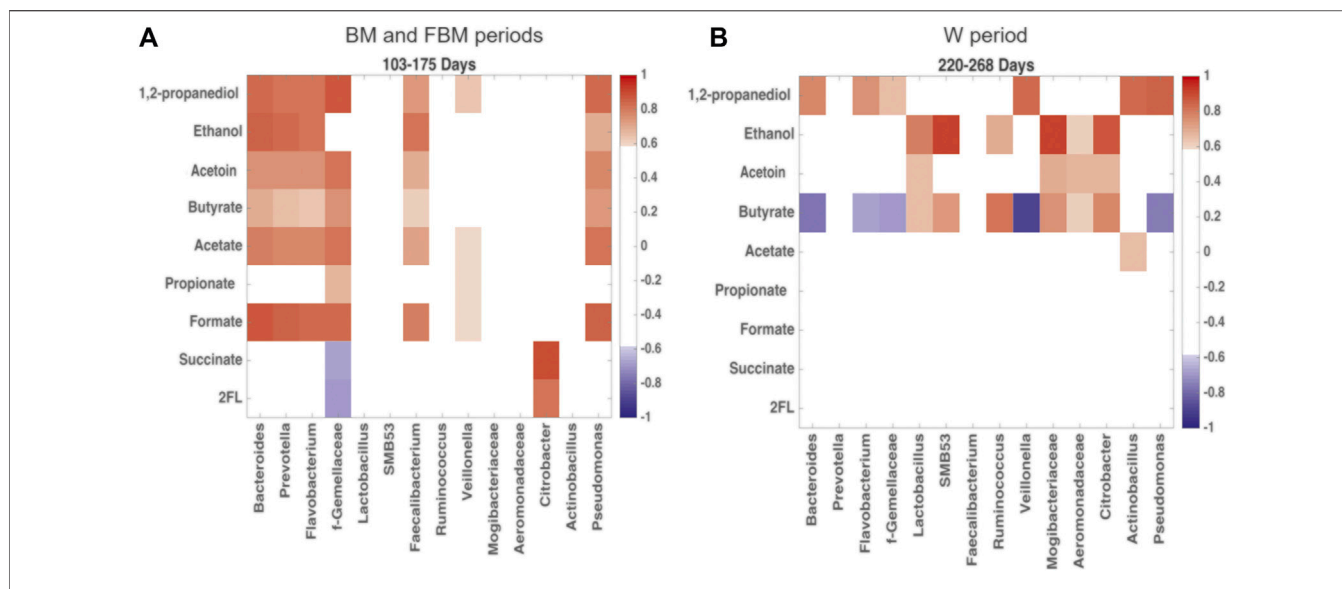 A
BM and FBM periods
103-175 Days
1,2-propanediol
Ethanol
Acetoin
Butyrate
Acetate
Propionate
Formate
Succinate
2FL
1
0.8
0.6
0.4
0.2
0
-0.2
-0.4
-0.6
-0.8
-1
Bacteroides
Prevotella
Flavobacterium
f-Gemellaceae
Lactobacillus
SMB53
Faecalibacterium
Ruminococcus
Veillonella
Mogibacteriaceae
Aeromonadaceae
Citrobacter
Actinobacillus
Pseudomonas
B
W period
220-268 Days
1,2-propanediol
Ethanol
Acetoin
Butyrate
Acetate
Propionate
Formate
Succinate
2FL
1
0.8
0.6
0.4
0.2
0
-0.2
-0.4
-0.6
-0.8
-1
Bacteroides
Prevotella
Flavobacterium
f-Gemellaceae
Lactobacillus
SMB53
Faecalibacterium
Ruminococcus
Veillonella
Mogibacteriaceae
Aeromonadaceae
Citrobacter
Actinobacillus
Pseudomonas